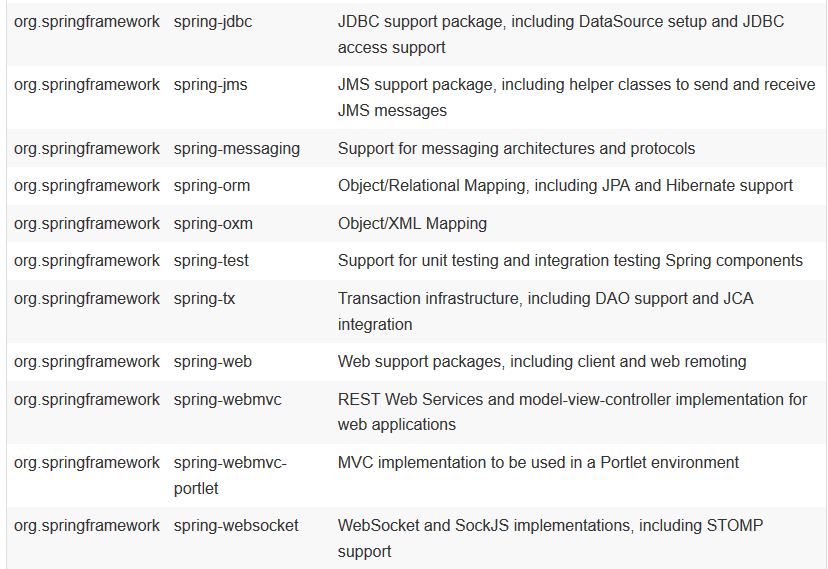 org.springframework spring-jdbc JDBC support package, including DataSource setup and JDBC
access support
org.springframework spring-jms JMS support package, including helper classes to send and receive
JMS messages
org.springframework spring-messaging Support for messaging architectures and protocols
org.springframework spring-orm Object/Relational Mapping, including JPA and Hibernate support
org.springframework spring-oxm Object/XML Mapping
org.springframework spring-test Support for unit testing and integration testing Spring components
org.springframework spring-tx Transaction infrastructure, including DAO support and JCA
integration
org.springframework spring-web Web support packages, including client and web remoting
org.springframework spring-webmvc REST Web Services and model-view-controller implementation for
web applications
org.springframework spring-webmvc- MVC implementation to be used in a Portlet environment
portlet
org.springframework spring-websocket WebSocket and SockJS implementations, including STOMP
support